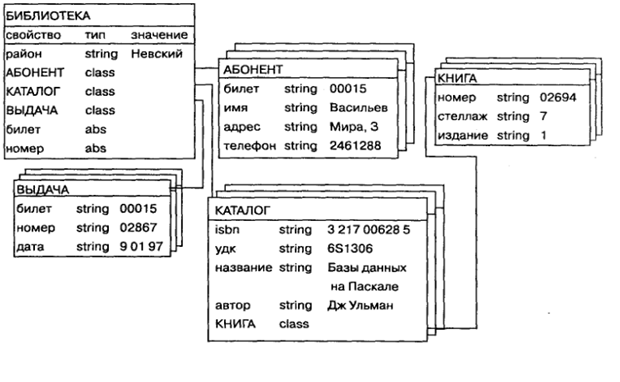 БИБЛИОТЕКА
свойство тип значение
район string Невский
АБОНЕНТ class
КАТАЛОГ class
ВЫДАЧА class
билет abs
номер abs
АБОНЕНТ
билет string 00015
имя string Васильев
адрес string Мира, 3
телефон string 2461288
КНИГА
номер string 02694
стеллаж string 7
издание string 1
ВЫДАЧА
билет string 00015
номер string 02867
дата string 9 01 97
КАТАЛОГ
isbn string 3 217 00628 5
удк string 6S1306
название string Базы данных
на Паскале
автор string Дж Ульман
КНИГА class